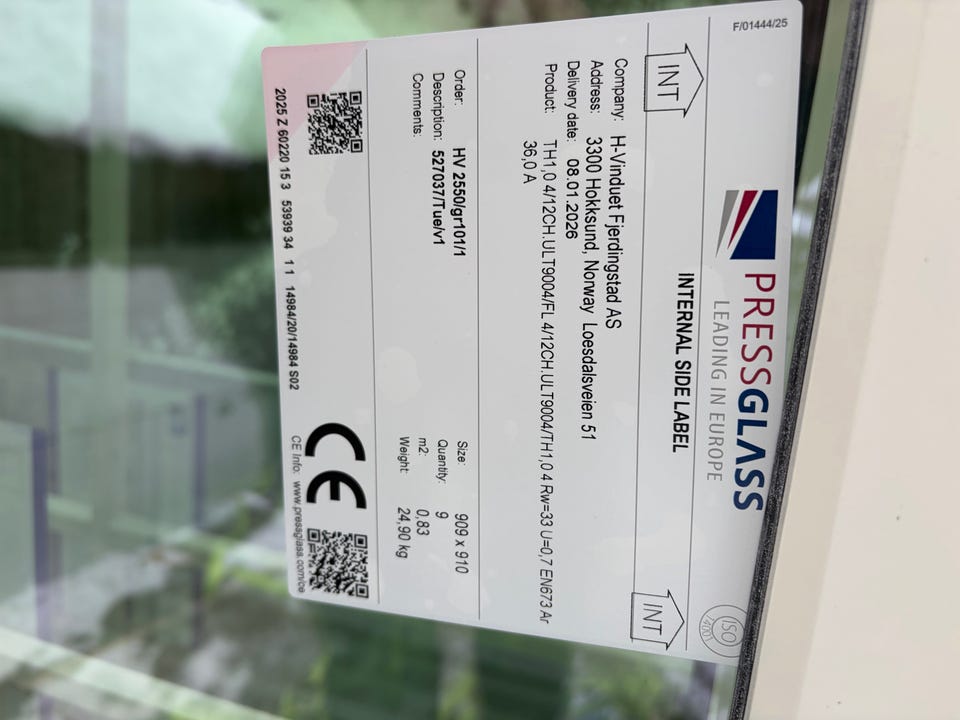 F/01444/25
PRESSGLASS
LEADING IN EUROPE
INT
INTERNAL SIDE LABEL
INT
ISO
Company: H-Vinduet Fjerdingstad AS
Address: 3300 Hokksund, Norway Loesdalsveien 51
Delivery date: 08.01.2026
Product: TH1,0 4/12CH.ULT9004/FL 4/12CH.ULT9004/TH1,0 4 Rw=33 U=0,7 EN673 Ar
36,0 A
Order: HV 2550/gr101/1
Description: 527037/Tue/v1
Comments:
Size: 909 x 910
Quantity: 9
m2: 0,83
Weight: 24,90 kg
2025 Z 60220 15 3 53939 34 1 1 14984/20/14984 S02
CE
CE Info: www.pressglass.com/ce